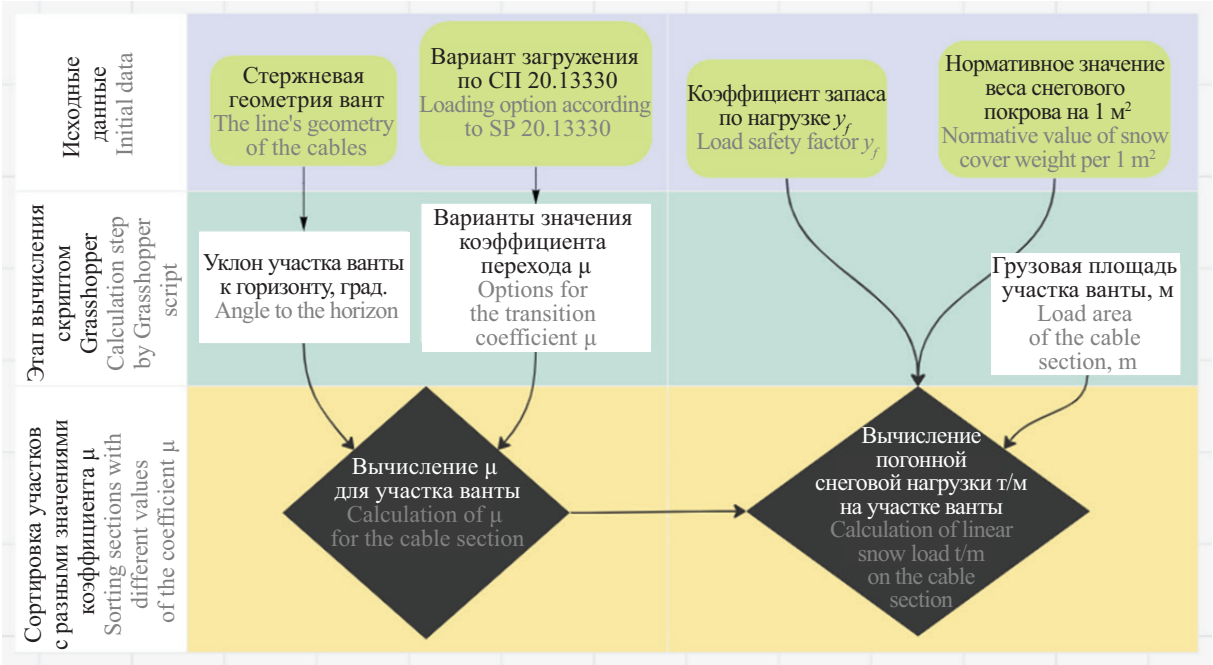 Исходные
данные
Initial data
Стержневая
геометрия вант
The line's geometry
of the cables
Вариант загружения
по СП 20.13330
Loading option according
to SP 20.13330
Коэффициент запаса
по нагрузке y_f
Load safety factor y_f
Нормативное значение
веса снегового
покрова на 1 м²
Normative value of snow
cover weight per 1 m²
Этап вычисления
скриптом
Grasshopper
Calculation step
by Grasshopper
script
Уклон участка ванты
к горизонту, град.
Angle to the horizon
Варианты значения
коэффициента
перехода μ
Options for
the transition
coefficient μ
Грузовая площадь
участка ванты, м
Load area
of the cable
section, m
Сортировка участков
с разными значениями
коэффициента μ
Sorting sections with
different values
of the coefficient μ
Вычисление μ
для участка ванты
Calculation of μ
for the cable section
Вычисление
погонной
снеговой нагрузки т/м
на участке ванты
Calculation of linear
snow load t/m
on the cable
section